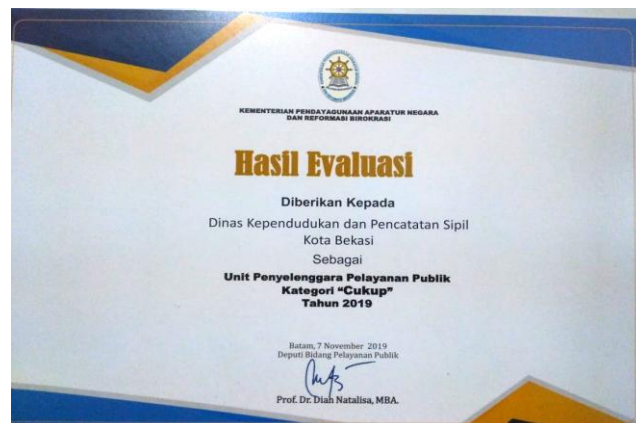 KEMENTERIAN PENDAYAGUNAAN APARATUR NEGARA
DAN REFORMASI BIROKRASI
Hasil Evaluasi
Diberikan Kepada
Dinas Kependudukan dan Pencatatan Sipil
Kota Bekasi
Sebagai
Unit Penyelenggara Pelayanan Publik
Kategori “Cukup”
Tahun 2019
Batam, 7 November 2019
Deputi Bidang Pelayanan Publik
Prof. Dr. Diah Natalisa, MBA.